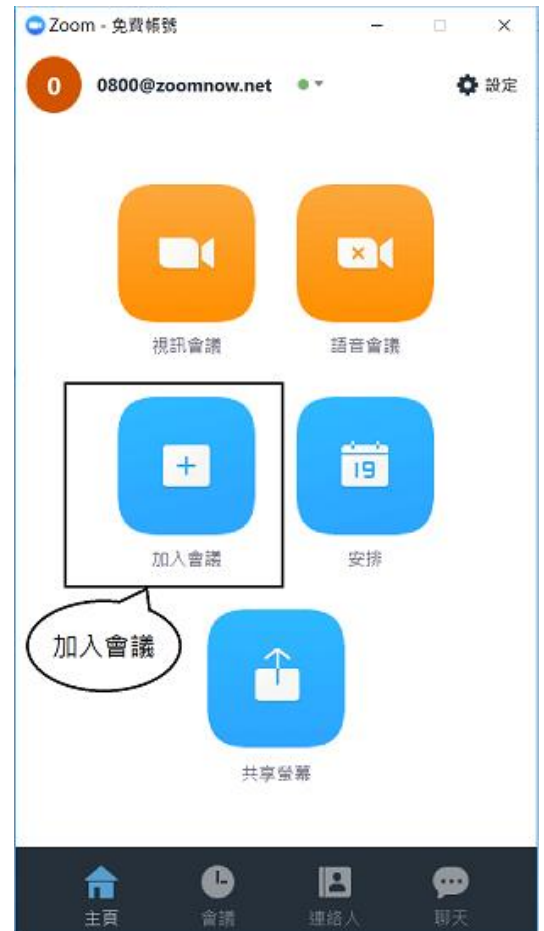 Zoom - 免費帳號
0
0800@zoomnow.net
設定
視訊會議
語音會議
19
加入會議
安排
加入會議
共享螢幕
主頁
會議
連絡人
聊天